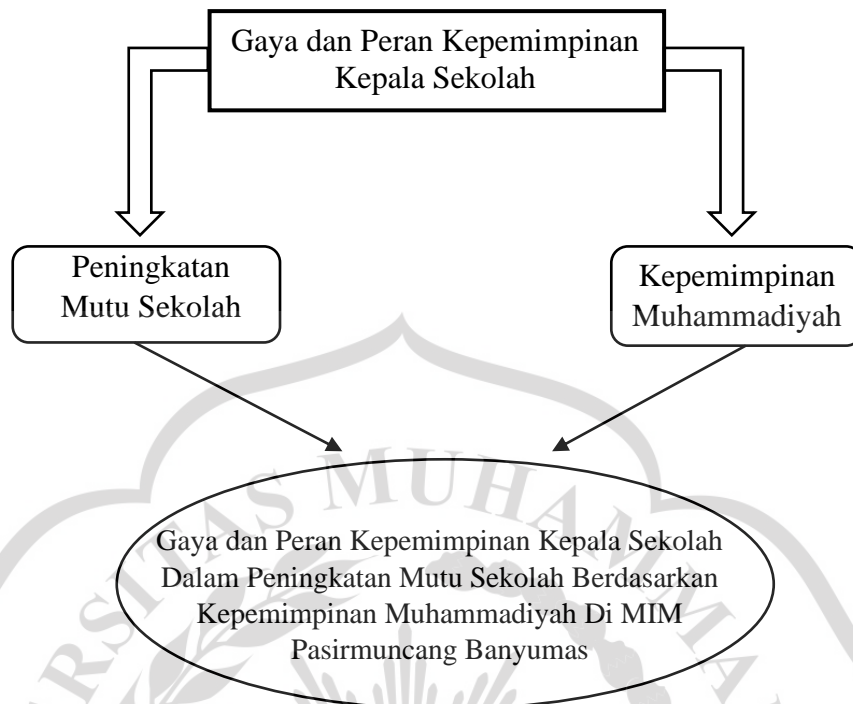 Gaya dan Peran Kepemimpinan
Kepala Sekolah
Peningkatan
Mutu Sekolah
Kepemimpinan
Muhammadiyah
Gaya dan Peran Kepemimpinan Kepala Sekolah
Dalam Peningkatan Mutu Sekolah Berdasarkan
Kepemimpinan Muhammadiyah Di MIM
Pasirmuncang Banyumas